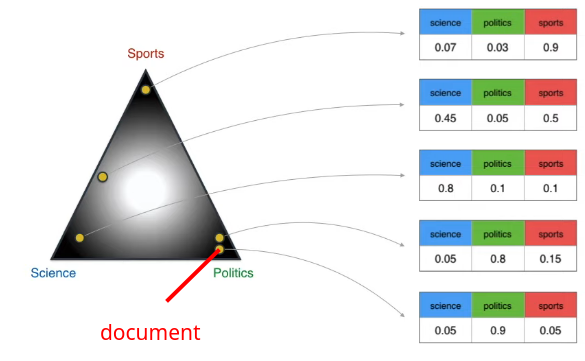 Sports
Science
Politics
document
science politics sports
0.07 0.03 0.9
science politics sports
0.45 0.05 0.5
science politics sports
0.8 0.1 0.1
science politics sports
0.05 0.8 0.15
science politics sports
0.05 0.9 0.05